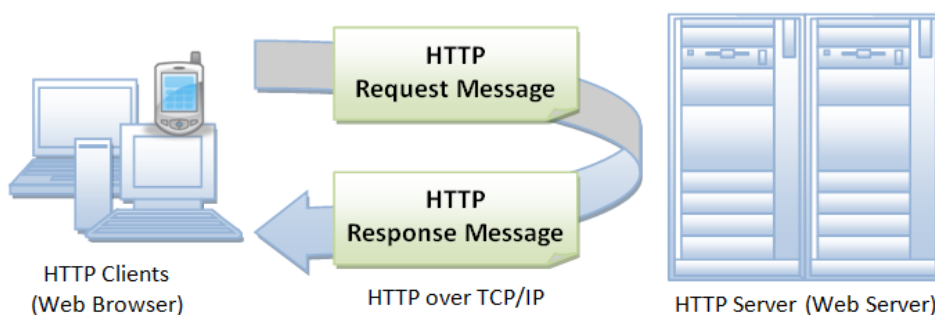 HTTP
Request Message
HTTP
Response Message
HTTP Clients
(Web Browser)
HTTP over TCP/IP
HTTP Server (Web Server)